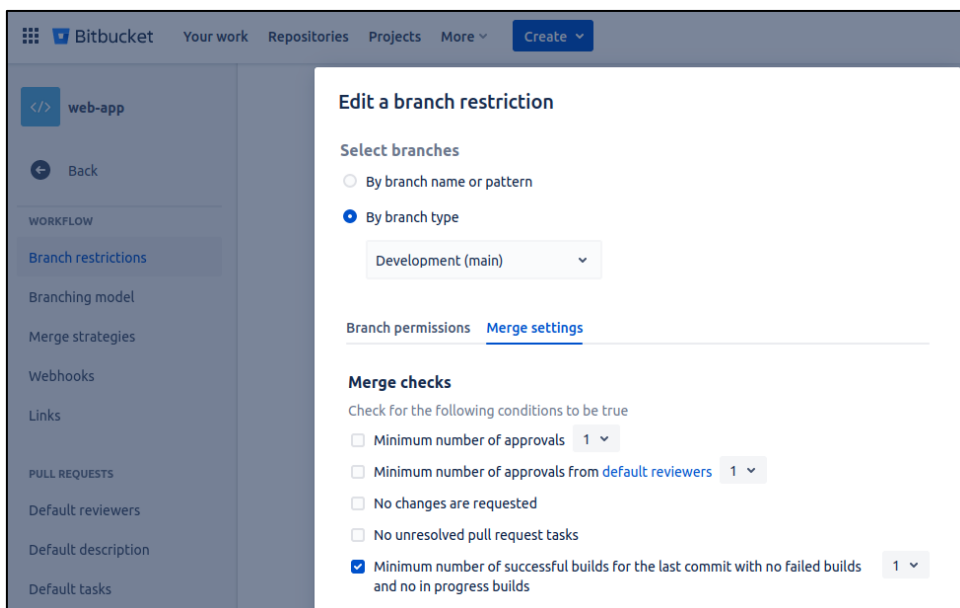 Bitbucket Your work Repositories Projects More Create
web-app
Back
WORKFLOW
Branch restrictions
Branching model
Merge strategies
Webhooks
Links
PULL REQUESTS
Default reviewers
Default description
Default tasks
Edit a branch restriction
Select branches
By branch name or pattern
By branch type
Development (main)
Branch permissions Merge settings
Merge checks
Check for the following conditions to be true
Minimum number of approvals 1
Minimum number of approvals from default reviewers 1
No changes are requested
No unresolved pull request tasks
Minimum number of successful builds for the last commit with no failed builds 1
and no in progress builds